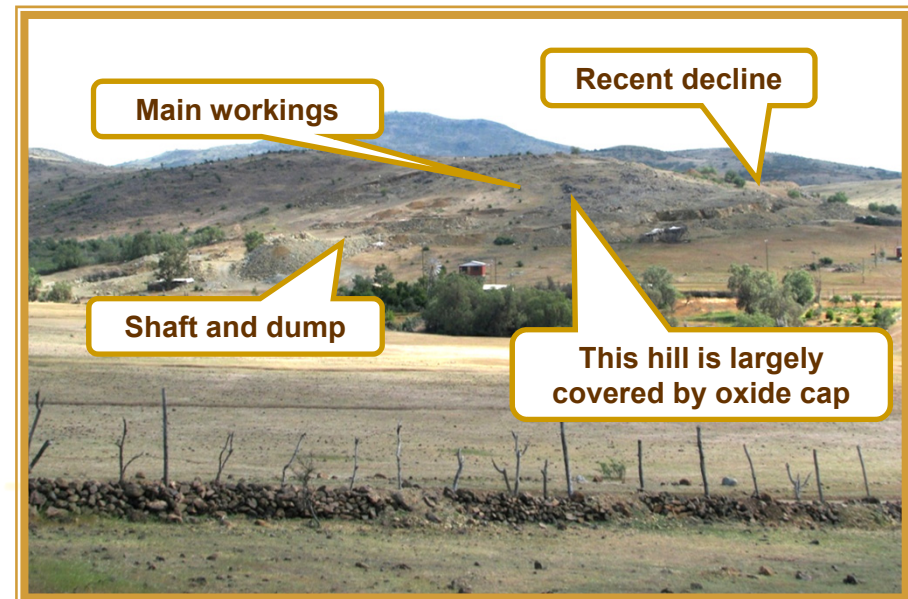 Recent decline
Main workings
Shaft and dump
This hill is largely
covered by oxide cap